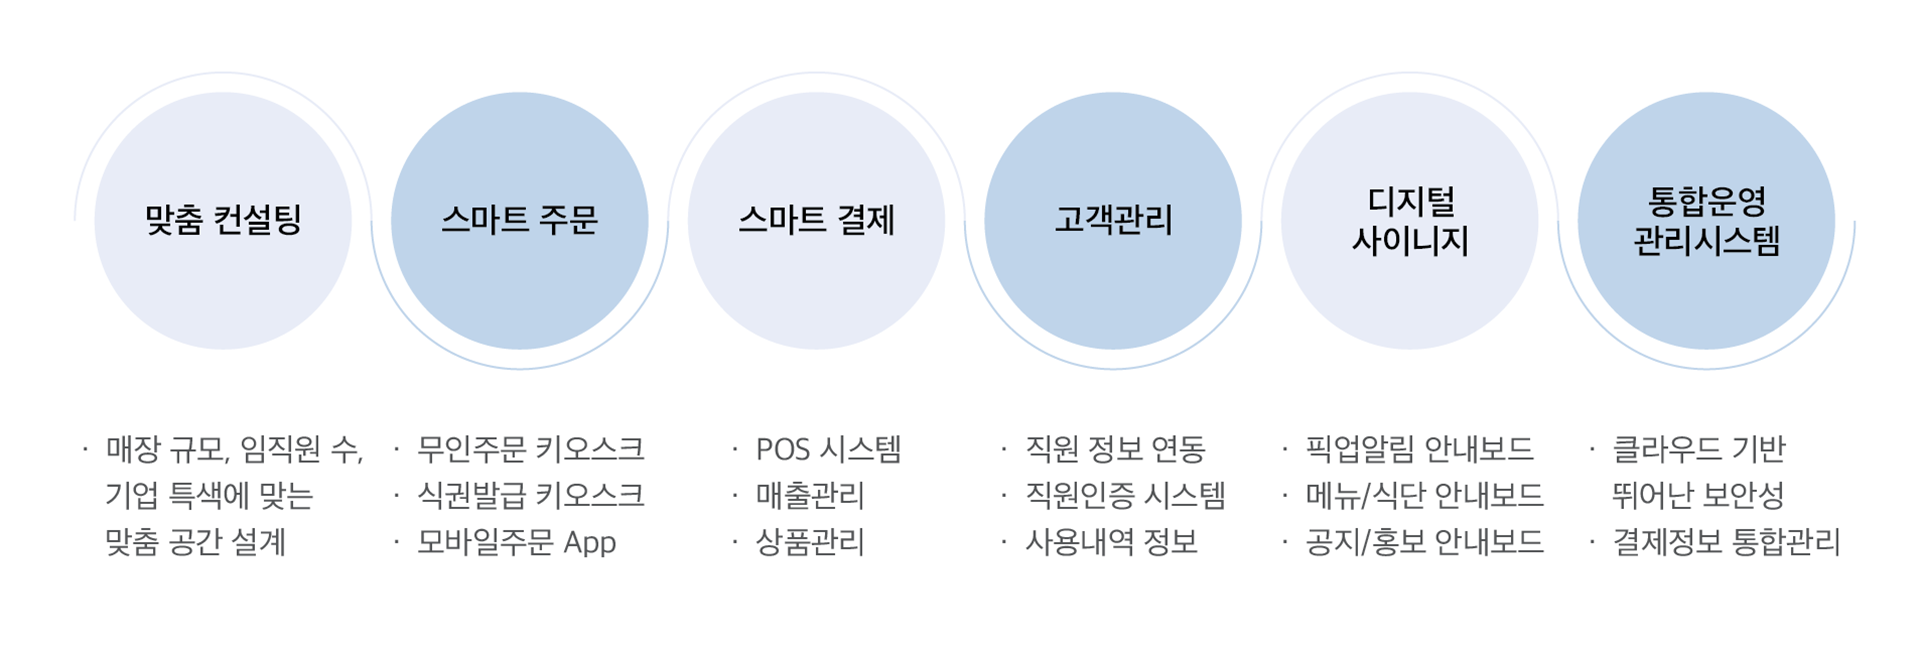 맞춤 컨설팅
스마트 주문
스마트 결제
고객관리
디지털
사이니지
통합운영
관리시스템
· 매장 규모, 임직원 수,
기업 특색에 맞는
맞춤 공간 설계
· 무인주문 키오스크
· 식권발급 키오스크
· 모바일주문 App
· POS 시스템
· 매출관리
· 상품관리
· 직원 정보 연동
· 직원인증 시스템
· 사용내역 정보
· 픽업알림 안내보드
· 메뉴/식단 안내보드
· 공지/홍보 안내보드
· 클라우드 기반
뛰어난 보안성
· 결제정보 통합관리